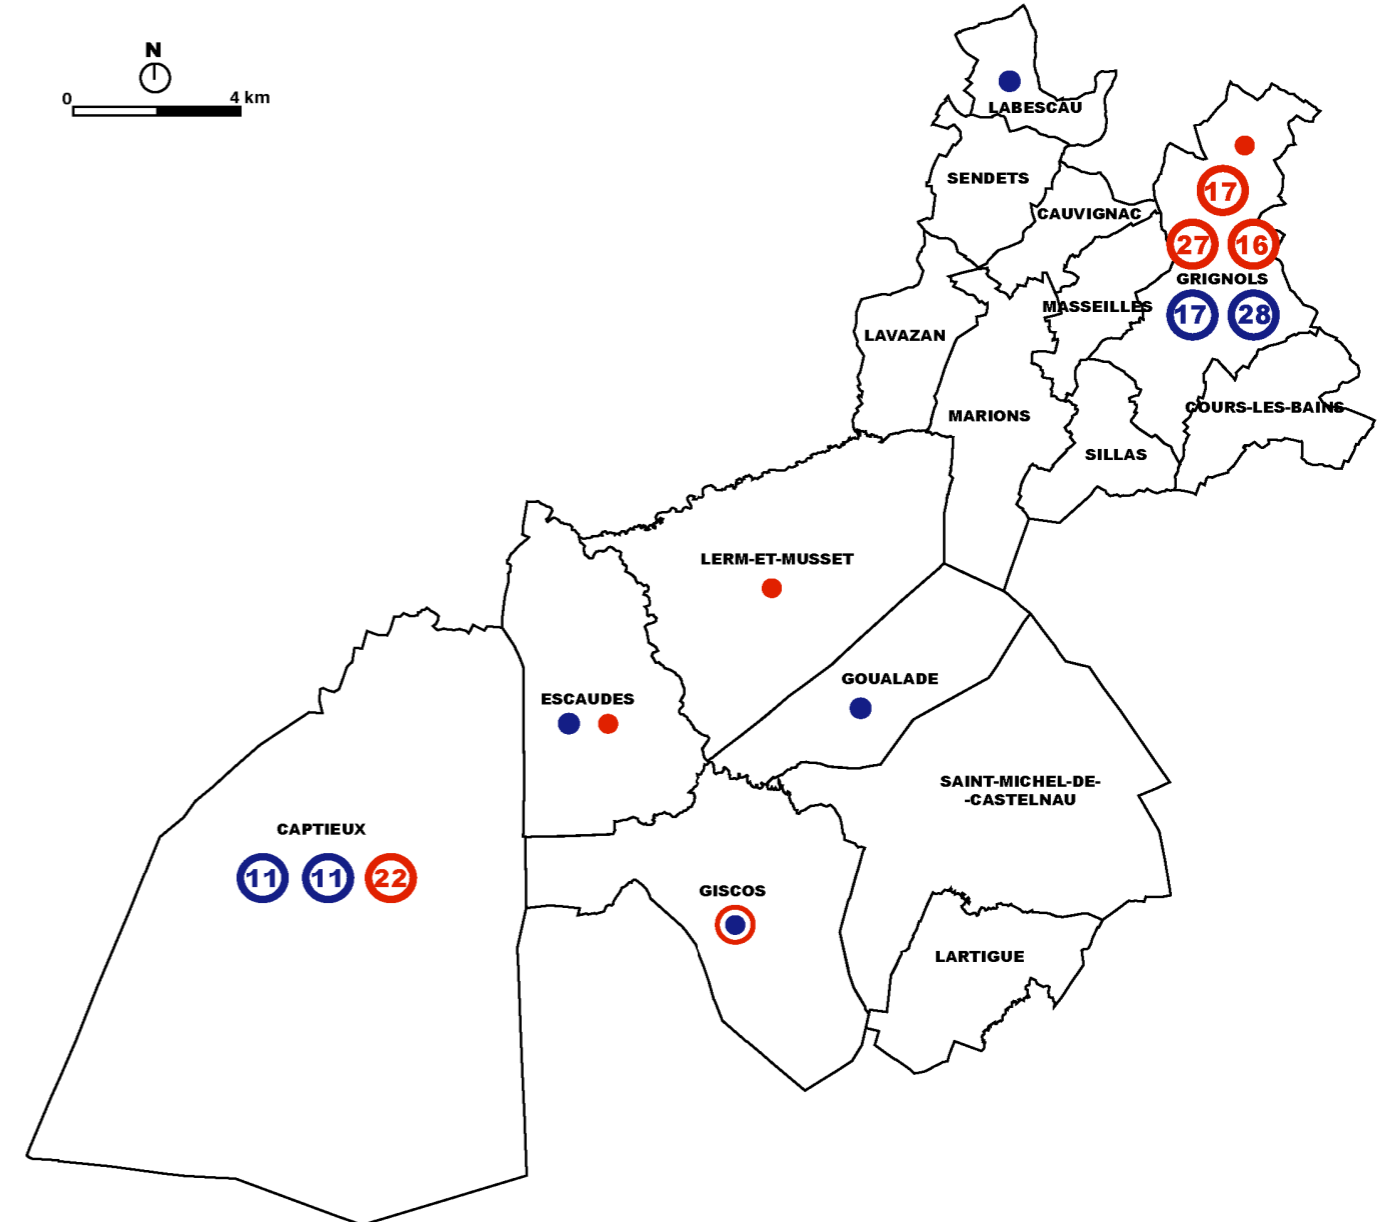 N
0 4 km
LABESCAU
SENDETS
CAUVIGNAC
17
27 16
GRIGNOLS
MASSEILLES
17 28
LAVAZAN
MARIONS
COURS-LES-BAINS
SILLAS
LERM-ET-MUSSET
GOUALADE
ESCAUDES
SAINT-MICHEL-DE-
-CASTELNAU
CAPTIEUX
11 11 22
GISCOS
LARTIGUE